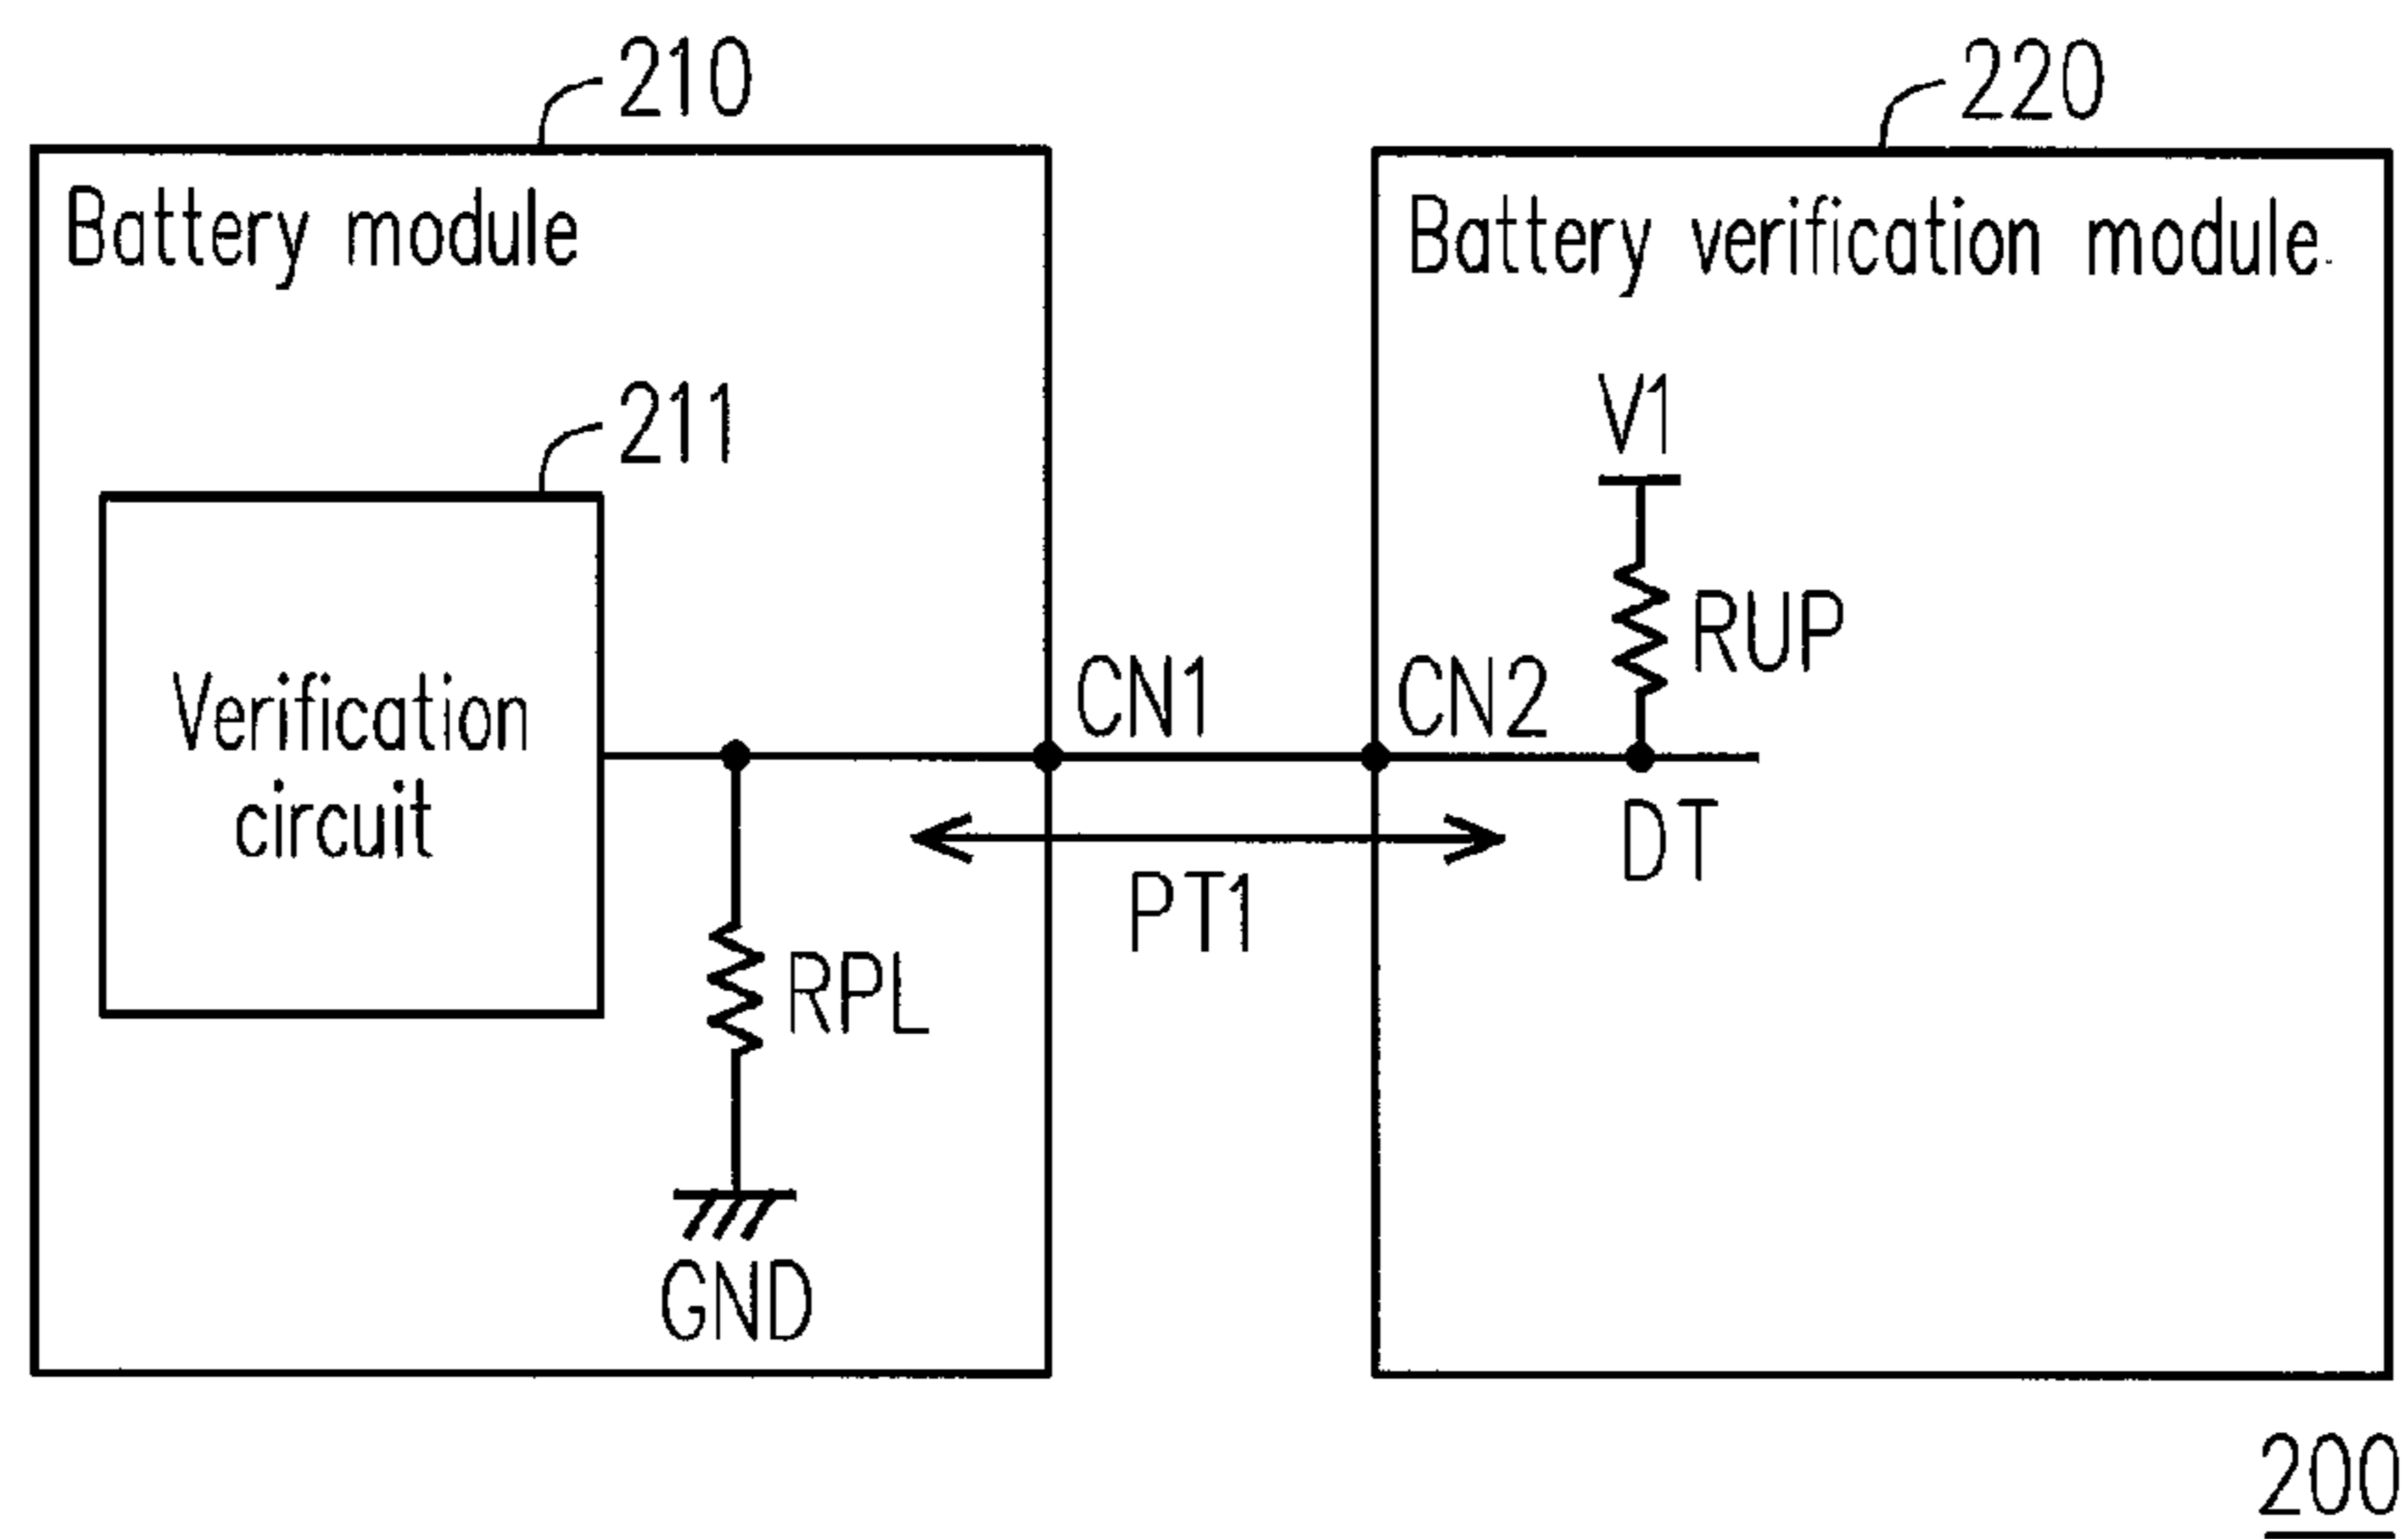 210
220
Battery module
Battery verification module
211
V1
RUP
Verification
circuit
CN1
CN2
DT
PT1
RPL
GND
200